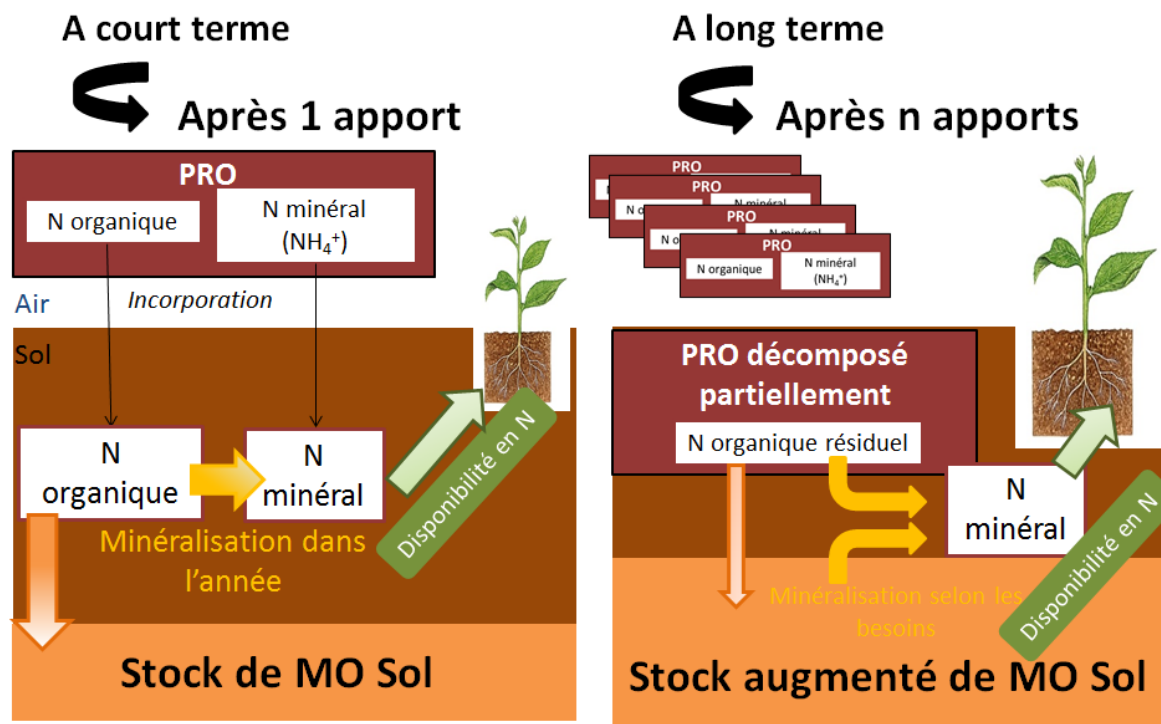 A court terme
Après 1 apport
PRO
N organique
N minéral
(NH₄⁺)
Air
Incorporation
Sol
N
organique
N
minéral
Minéralisation dans
l'année
Disponibilité en N
Stock de MO Sol
A long terme
Après n apports
PRO
PRO
N minéral
PRO
N minéral
PRO
N organique
N minéral
(NH₄⁺)
PRO décomposé
partiellement
N organique résiduel
N
minéral
Minéralisation selon les
besoins
Disponibilité en N
Stock augmenté de MO Sol